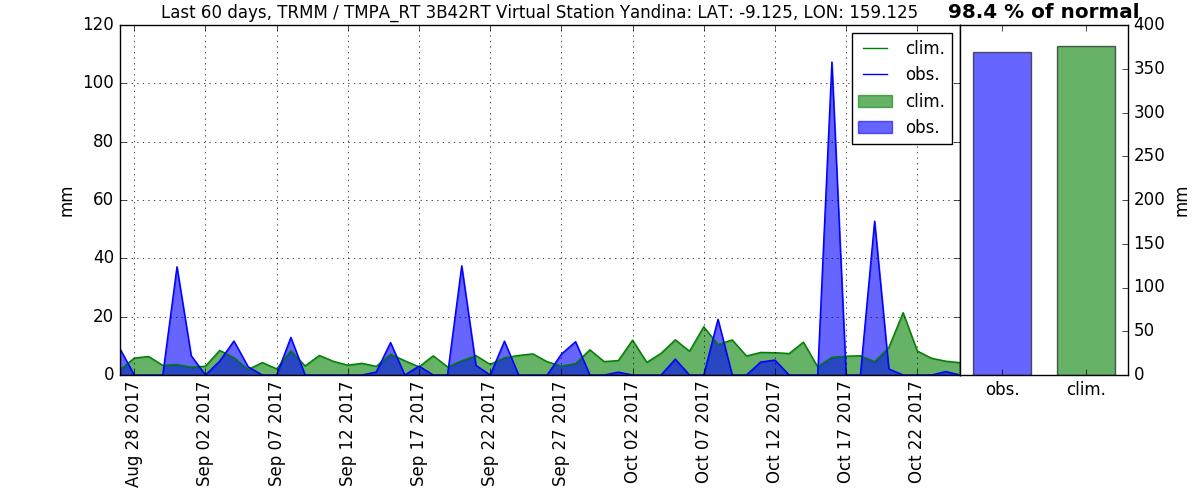 Last 60 days, TRMM / TMPA_RT 3B42RT Virtual Station Yandina: LAT: -9.125, LON: 159.125
98.4 % of normal
120
100
80
60
40
20
0
mm
clim.
obs.
clim.
obs.
400
350
300
250
200
150
100
50
0
mm
Aug 28 2017
Sep 02 2017
Sep 07 2017
Sep 12 2017
Sep 17 2017
Sep 22 2017
Sep 27 2017
Oct 02 2017
Oct 07 2017
Oct 12 2017
Oct 17 2017
Oct 22 2017
obs.
clim.